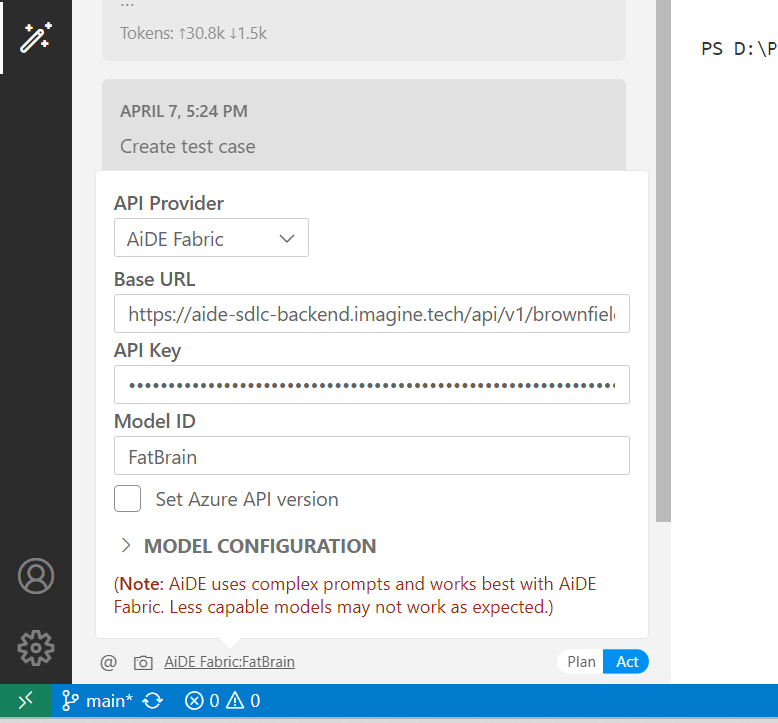 ...
Tokens: ↑30.8k ↓1.5k
PS D:\P
APRIL 7, 5:24 PM
Create test case
API Provider
AiDE Fabric
Base URL
https://aide-sdlc-backend.imagine.tech/api/v1/brownfiel
API Key
••••••••••••••••••••••••••••••••••••••••••••••••••••••••••••••
Model ID
FatBrain
Set Azure API version
MODEL CONFIGURATION
(Note: AiDE uses complex prompts and works best with AiDE
Fabric. Less capable models may not work as expected.)
@ AiDE Fabric:FatBrain Plan Act
main* 0 0